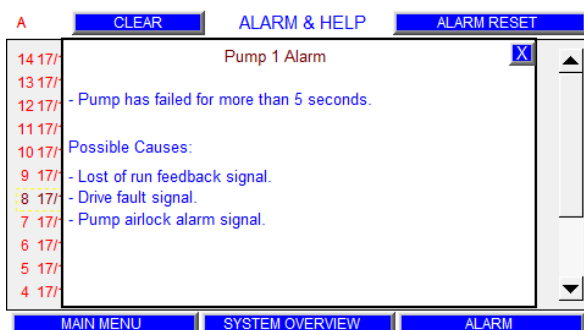 A CLEAR ALARM & HELP ALARM RESET
Pump 1 Alarm X
14 17/
13 17/
12 17/ - Pump has failed for more than 5 seconds.
11 17/
10 17/ Possible Causes:
9 17/ - Lost of run feedback signal.
8 17/ - Drive fault signal.
7 17/ - Pump airlock alarm signal.
6 17/
5 17/
4 17/
MAIN MENU SYSTEM OVERVIEW ALARM